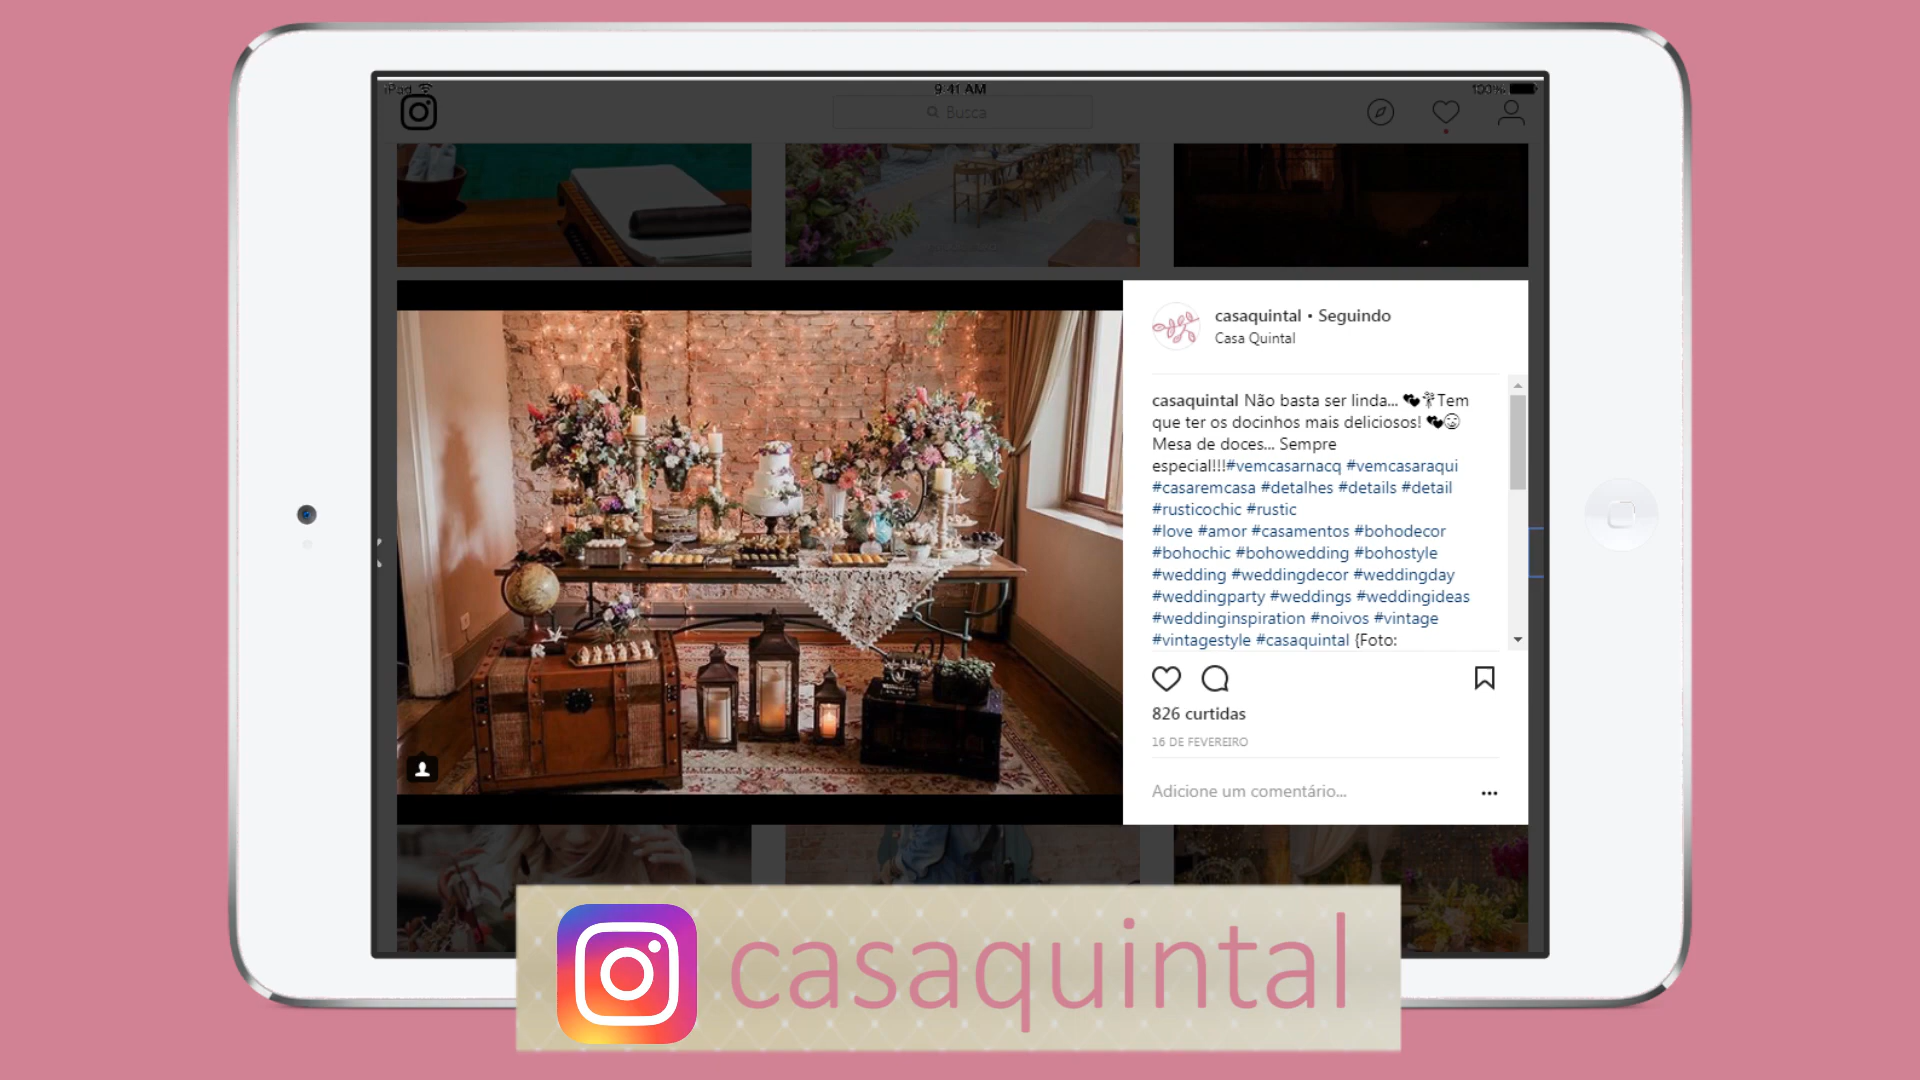 iPad
9:41 AM
100%
Busca
casaquintal • Seguindo
Casa Quintal
casaquintal Não basta ser linda... Tem
que ter os docinhos mais deliciosos!
Mesa de doces... Sempre
especial!!!#vemcasarnacq #vemcasaraqui
#casaremcasa #detalhes #details #detail
#rusticochic #rustic
#love #amor #casamentos #bohodecor
#bohochic #bohowedding #bohostyle
#wedding #weddingdecor #weddingday
#weddingparty #weddings #weddingideas
#weddinginspiration #noivos #vintage
#vintagestyle #casaquintal {Foto:
826 curtidas
16 DE FEVEREIRO
Adicione um comentário...
casaquintal